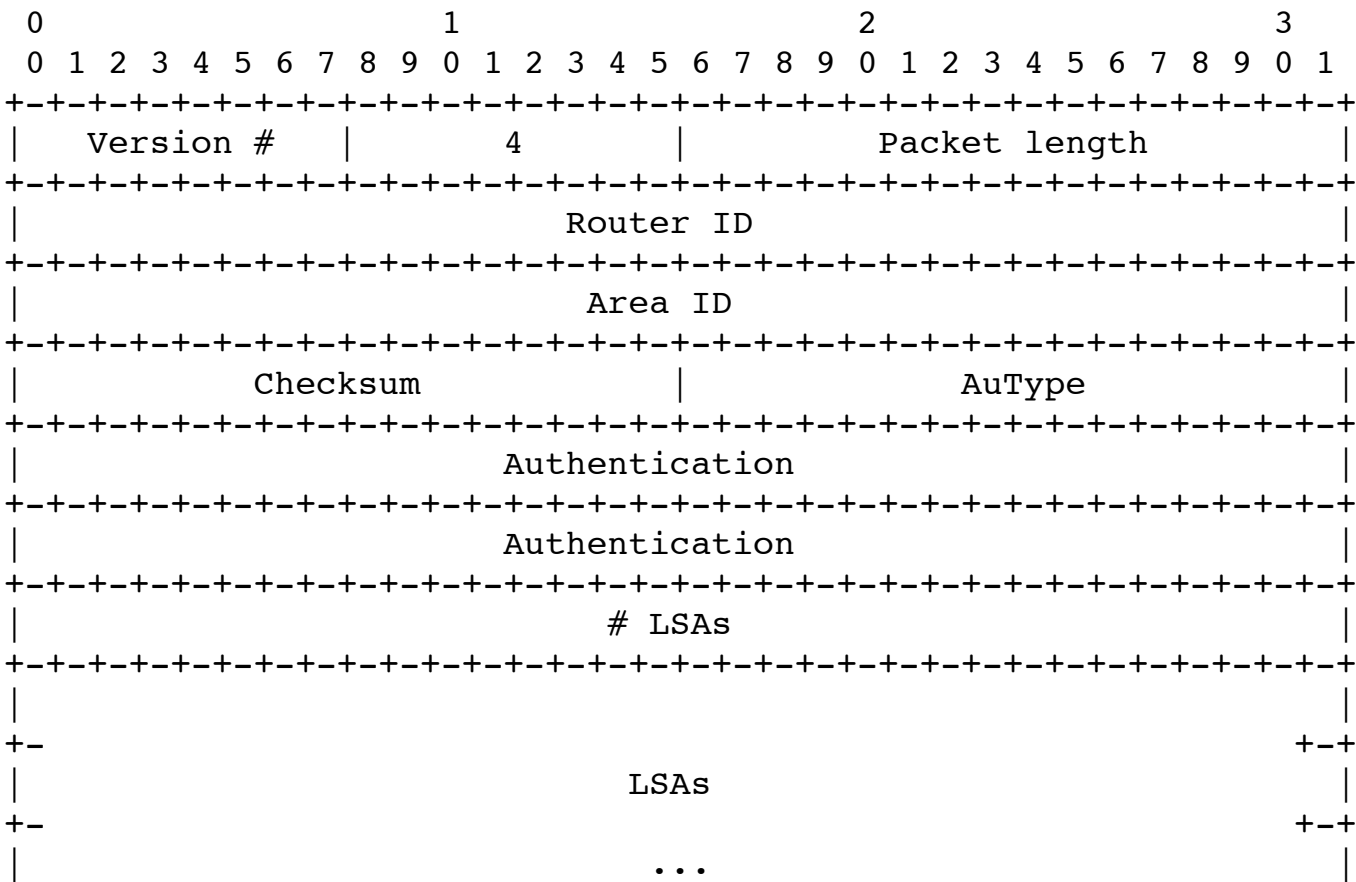 0                   1                   2                   3
 0 1 2 3 4 5 6 7 8 9 0 1 2 3 4 5 6 7 8 9 0 1 2 3 4 5 6 7 8 9 0 1
+-+-+-+-+-+-+-+-+-+-+-+-+-+-+-+-+-+-+-+-+-+-+-+-+-+-+-+-+-+-+-+-+
|   Version #   |       4       |         Packet length         |
+-+-+-+-+-+-+-+-+-+-+-+-+-+-+-+-+-+-+-+-+-+-+-+-+-+-+-+-+-+-+-+-+
|                          Router ID                            |
+-+-+-+-+-+-+-+-+-+-+-+-+-+-+-+-+-+-+-+-+-+-+-+-+-+-+-+-+-+-+-+-+
|                           Area ID                             |
+-+-+-+-+-+-+-+-+-+-+-+-+-+-+-+-+-+-+-+-+-+-+-+-+-+-+-+-+-+-+-+-+
|           Checksum            |             AuType            |
+-+-+-+-+-+-+-+-+-+-+-+-+-+-+-+-+-+-+-+-+-+-+-+-+-+-+-+-+-+-+-+-+
|                       Authentication                          |
+-+-+-+-+-+-+-+-+-+-+-+-+-+-+-+-+-+-+-+-+-+-+-+-+-+-+-+-+-+-+-+-+
|                       Authentication                          |
+-+-+-+-+-+-+-+-+-+-+-+-+-+-+-+-+-+-+-+-+-+-+-+-+-+-+-+-+-+-+-+-+
|                            # LSAs                             |
+-+-+-+-+-+-+-+-+-+-+-+-+-+-+-+-+-+-+-+-+-+-+-+-+-+-+-+-+-+-+-+-+
|                                                               |
+-                                                            +-+
|                             LSAs                              |
+-                                                            +-+
|                              ...                              |